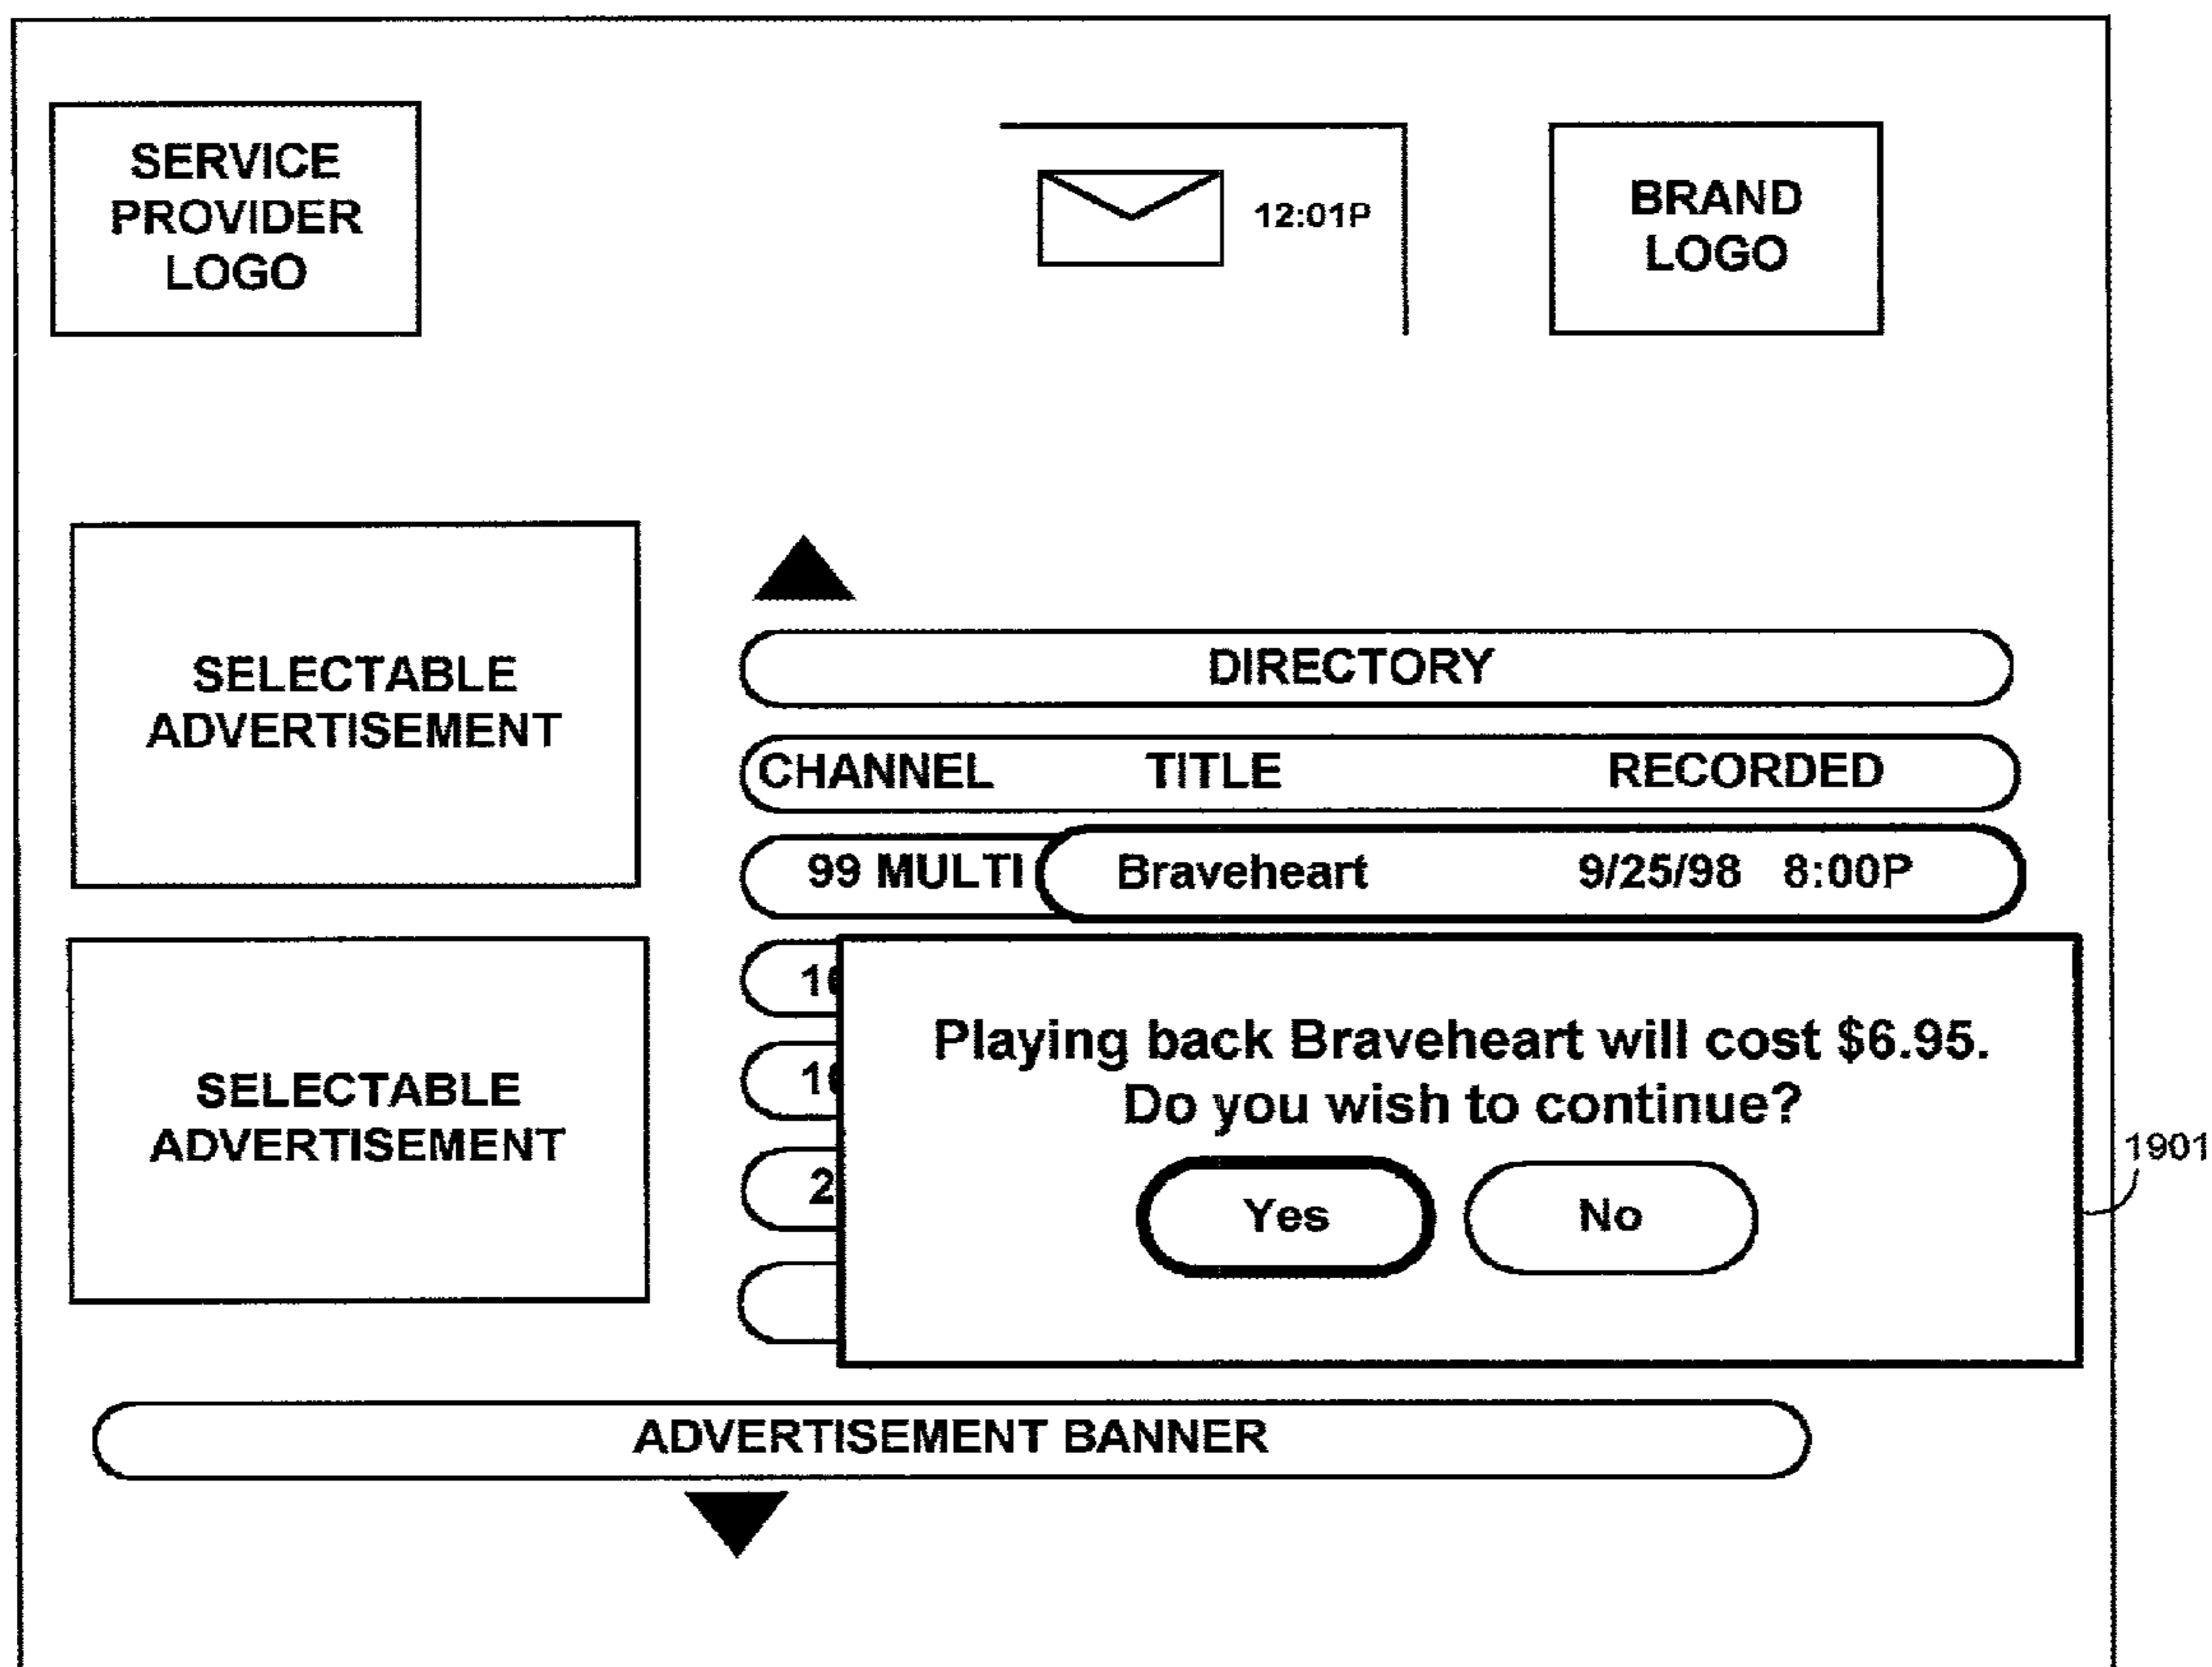 SERVICE
PROVIDER
LOGO
12:01P
BRAND
LOGO
SELECTABLE
ADVERTISEMENT
DIRECTORY
CHANNEL TITLE RECORDED
99 MULTI Braveheart 9/25/98 8:00P
SELECTABLE
ADVERTISEMENT
Playing back Braveheart will cost $6.95.
Do you wish to continue?
Yes No
1901
ADVERTISEMENT BANNER